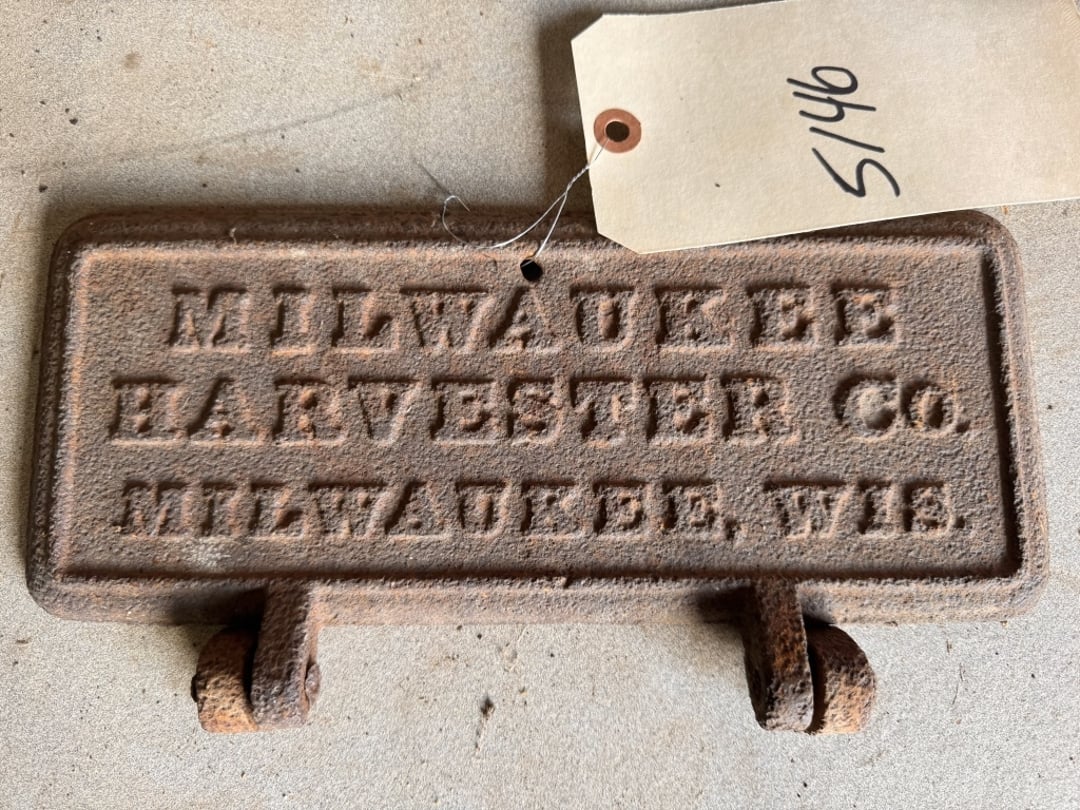 5146
MILWAUKEE
HARVESTER CO.
MILWAUKEE, WIS.